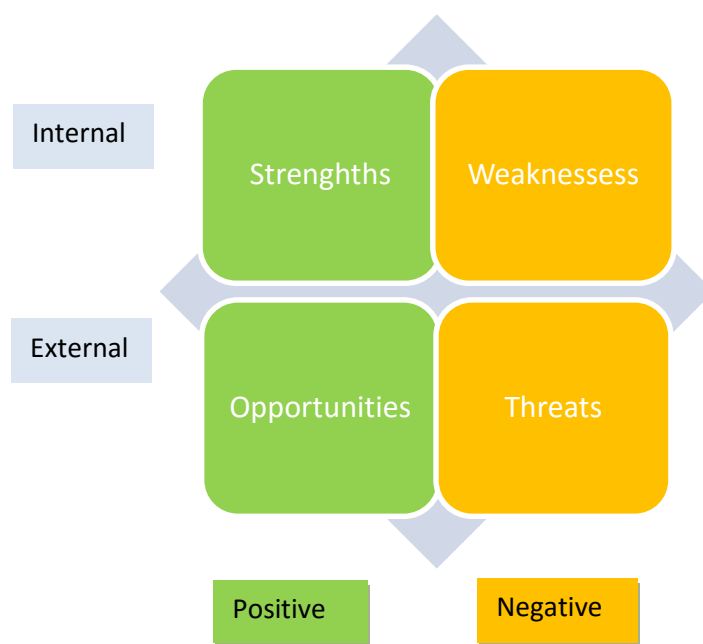 Internal
Strenghths
Weaknessess
External
Opportunities
Threats
Positive
Negative